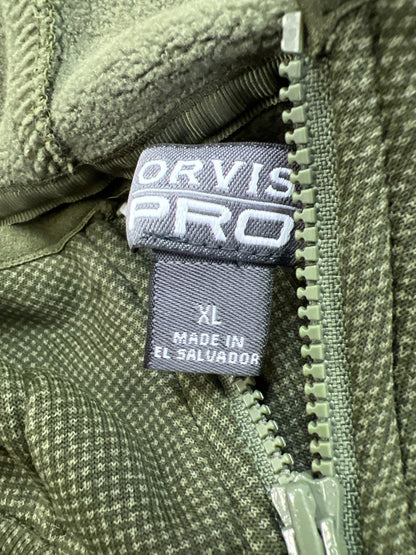 ORVIS
PRO
XL
MADE IN
EL SALVADOR